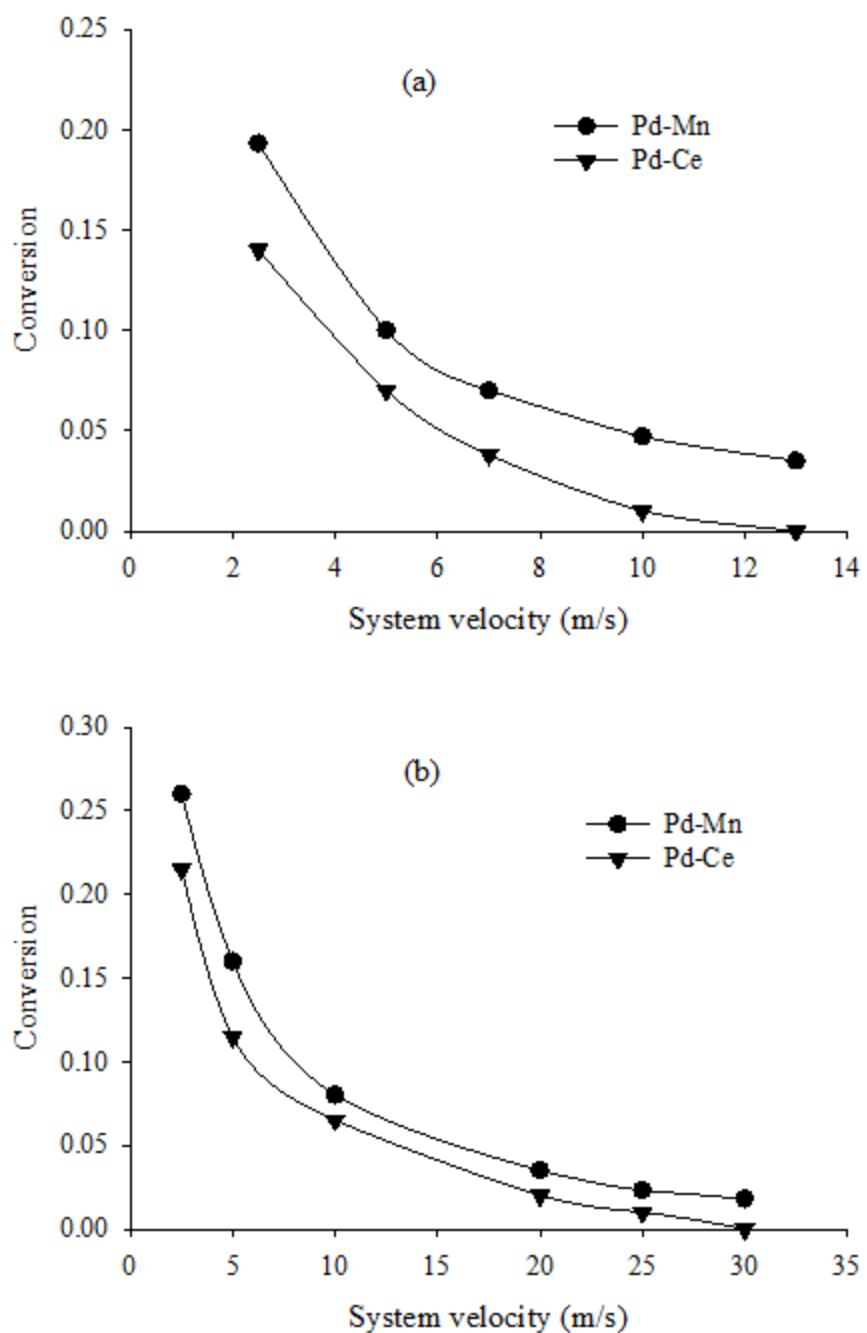 0.25
(a)
Pd-Mn
Pd-Ce
0.20
0.15
0.10
0.05
0.00
Conversion
0 2 4 6 8 10 12 14
System velocity (m/s)
0.30
(b)
Pd-Mn
Pd-Ce
0.25
0.20
0.15
0.10
0.05
0.00
Conversion
0 5 10 15 20 25 30 35
System velocity (m/s)